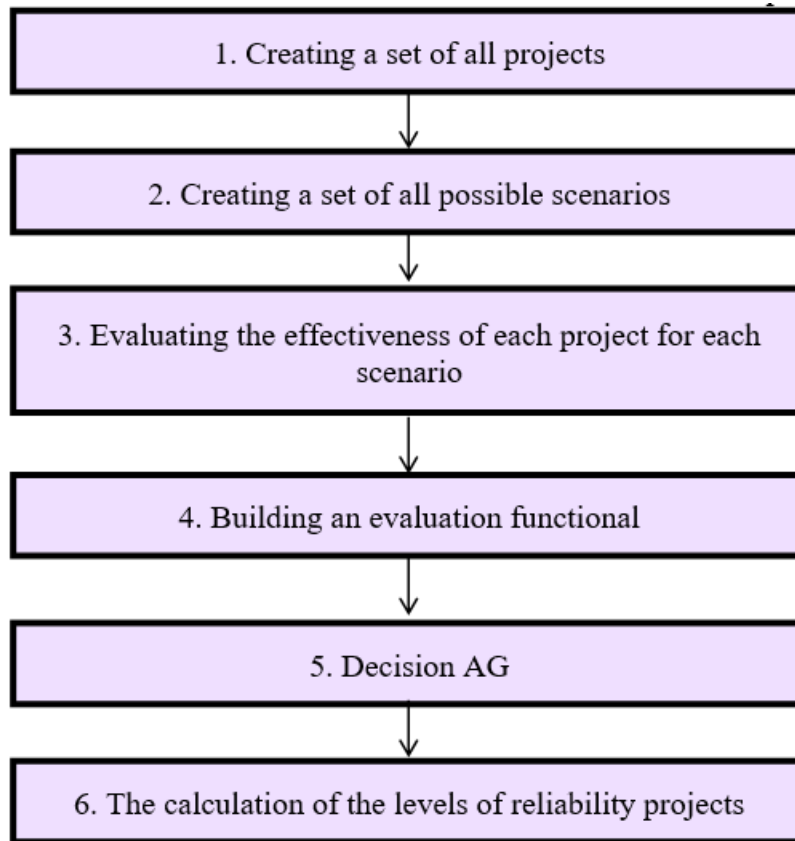 1. Creating a set of all projects
2. Creating a set of all possible scenarios
3. Evaluating the effectiveness of each project for each
scenario
4. Building an evaluation functional
5. Decision AG
6. The calculation of the levels of reliability projects